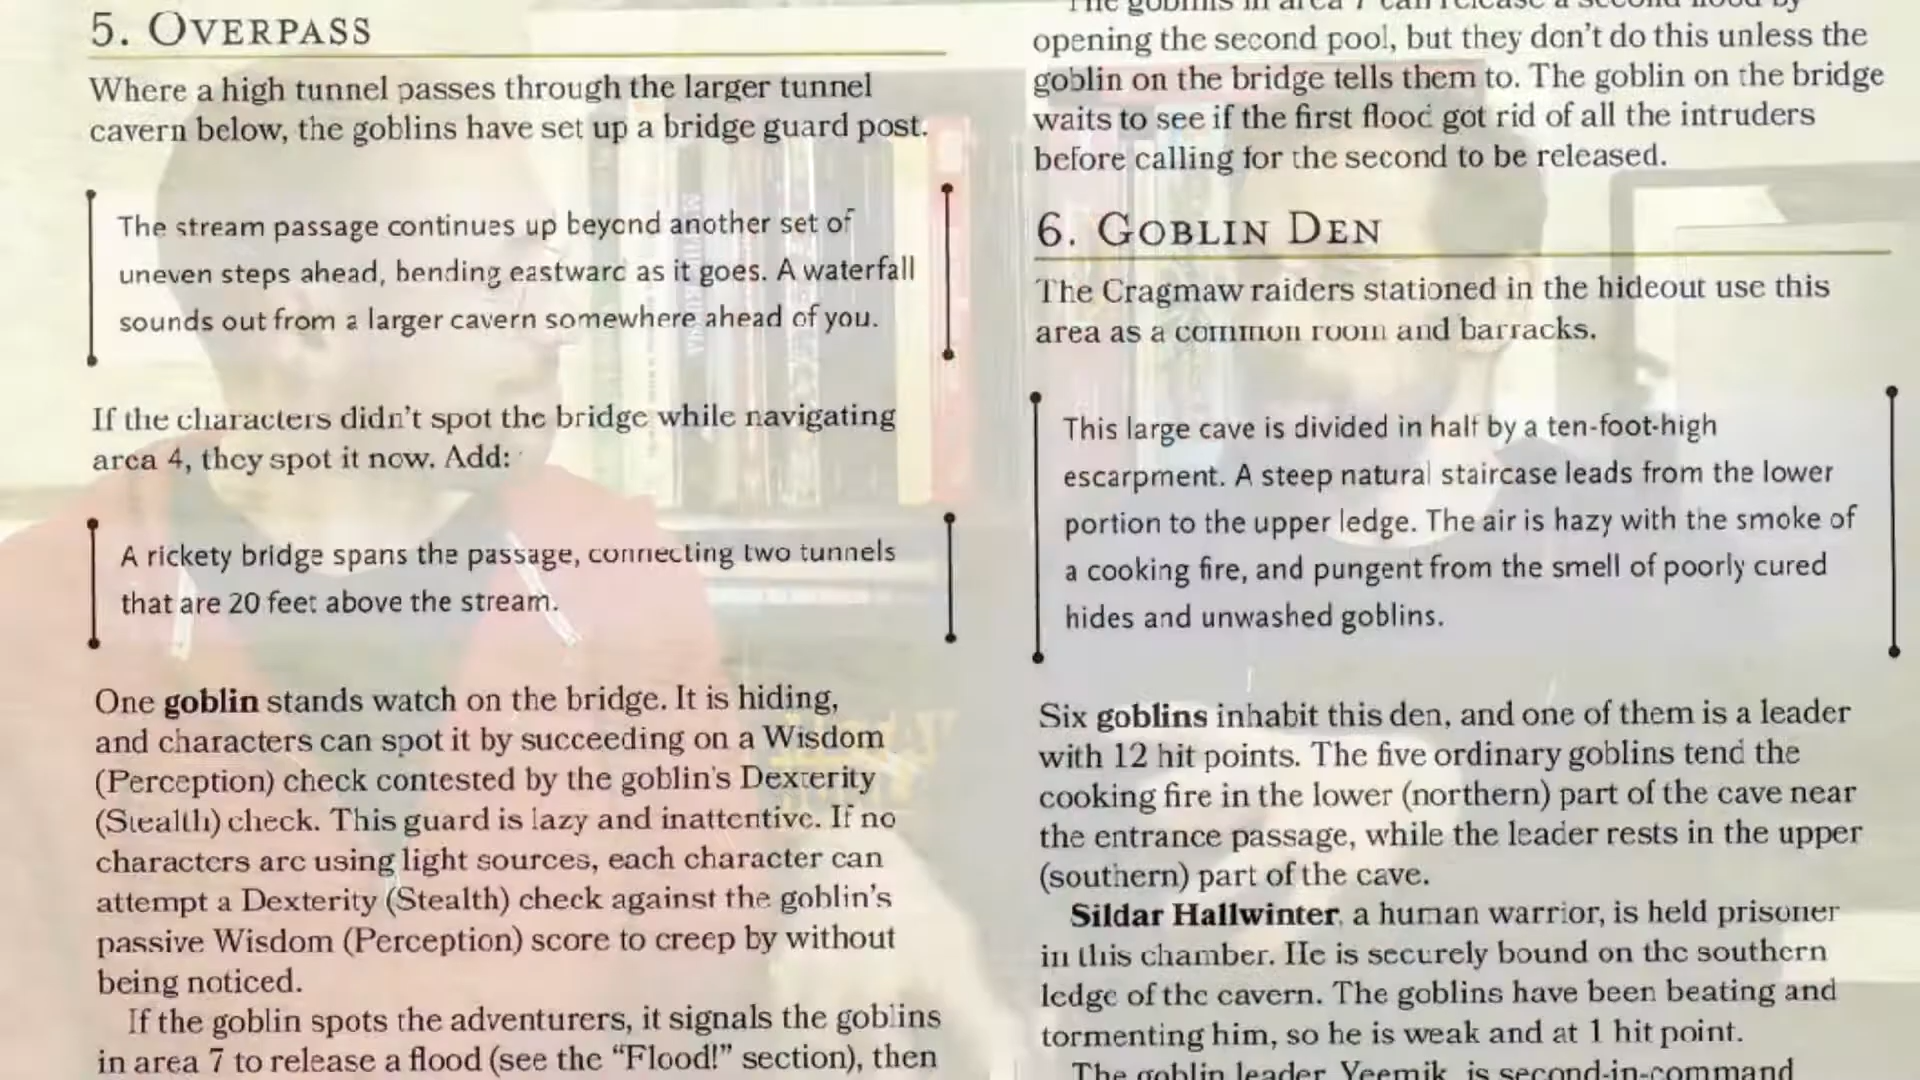 5. OVERPASS
Where a high tunnel passes through the larger tunnel
cavern below, the goblins have set up a bridge guard post.
The stream passage continues up beyond another set of
uneven steps ahead, bending eastward as it goes. A waterfall
sounds out from a larger cavern somewhere ahead of you.
If the characters didn't spot the bridge while navigating
area 4, they spot it now. Add:
A rickety bridge spans the passage, connecting two tunnels
that are 20 feet above the stream.
One goblin stands watch on the bridge. It is hiding,
and characters can spot it by succeeding on a Wisdom
(Perception) check contested by the goblin's Dexterity
(Stealth) check. This guard is lazy and inattentive. If no
characters are using light sources, each character can
attempt a Dexterity (Stealth) check against the goblin's
passive Wisdom (Perception) score to creep by without
being noticed.
If the goblin spots the adventurers, it signals the goblins
in area 7 to release a flood (see the “Flood!” section), then
The goblins in area 7 can release a second flood by
opening the second pool, but they don't do this unless the
goblin on the bridge tells them to. The goblin on the bridge
waits to see if the first flood got rid of all the intruders
before calling for the second to be released.
6. GOBLIN DEN
The Cragmaw raiders stationed in the hideout use this
area as a common room and barracks.
This large cave is divided in half by a ten-foot-high
escarpment. A steep natural staircase leads from the lower
portion to the upper ledge. The air is hazy with the smoke of
a cooking fire, and pungent from the smell of poorly cured
hides and unwashed goblins.
Six goblins inhabit this den, and one of them is a leader
with 12 hit points. The five ordinary goblins tend the
cooking fire in the lower (northern) part of the cave near
the entrance passage, while the leader rests in the upper
(southern) part of the cave.
Sildar Hallwinter, a human warrior, is held prisoner
in this chamber. He is securely bound on the southern
ledge of the cavern. The goblins have been beating and
tormenting him, so he is weak and at 1 hit point.
The goblin leader, Yeemik, is second-in-command